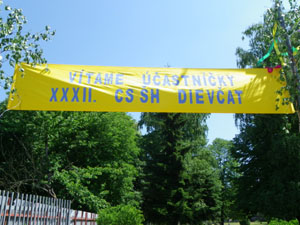 VÍTAME ÚČASTNÍČKY
XXXII. CS SH DIEVČAT